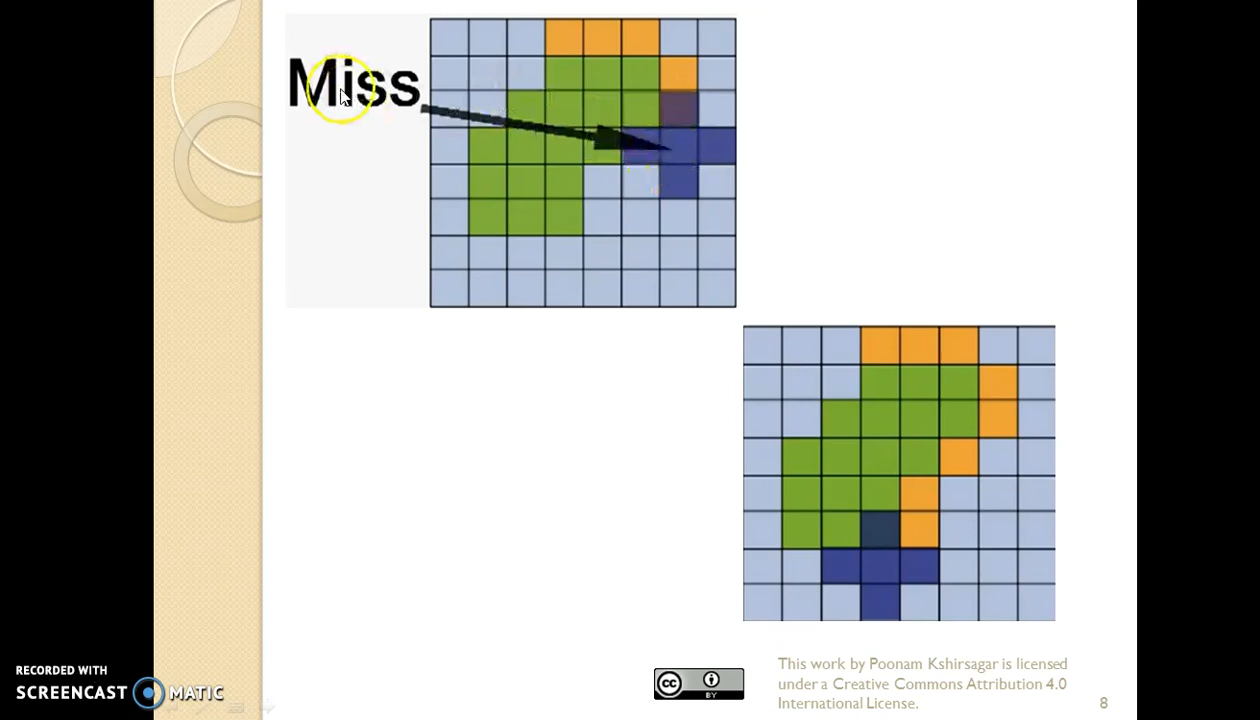 Miss
This work by Poonam Kshirsagar is licensed
under a Creative Commons Attribution 4.0
International License.
8
cc
BY
RECORDED WITH
SCREENCAST MATIC